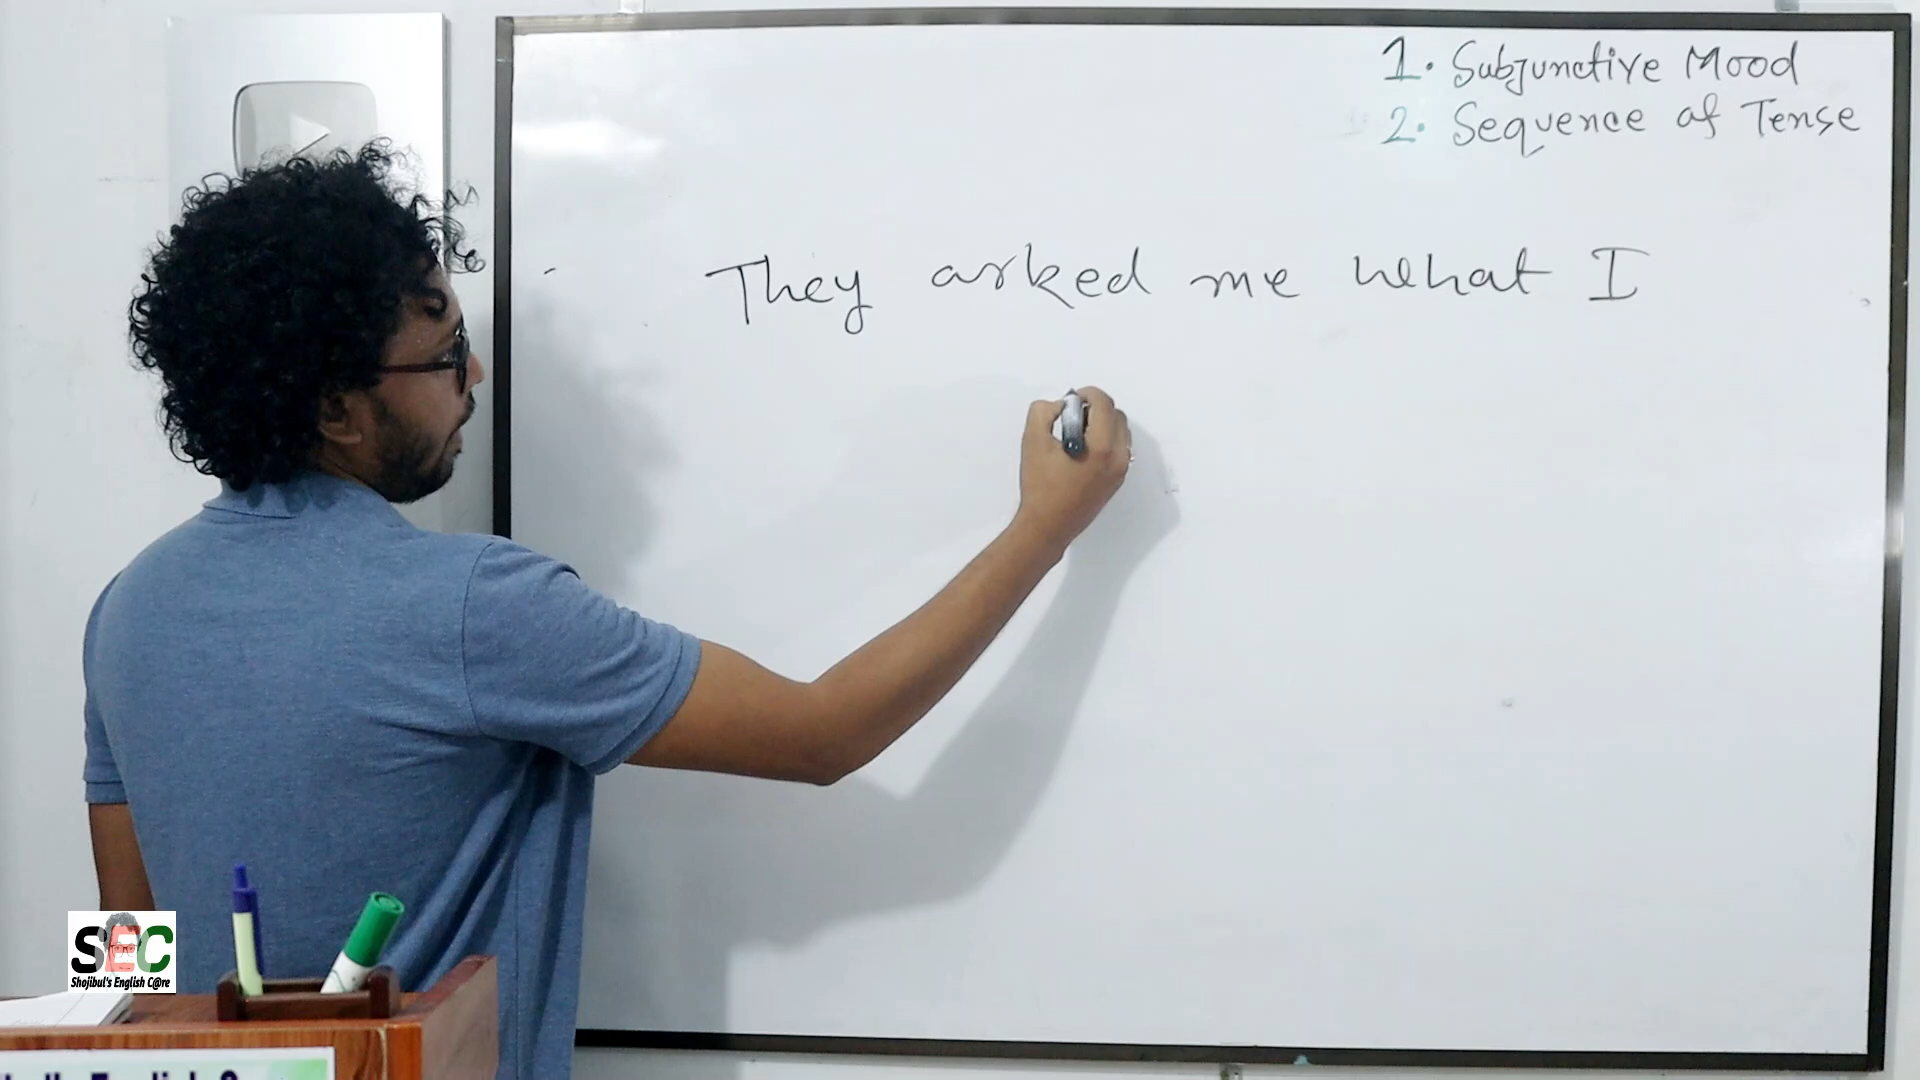 1. Subjunctive Mood
2. Sequence of Tense
They asked me what I
SEC
Shojibul's English C@re